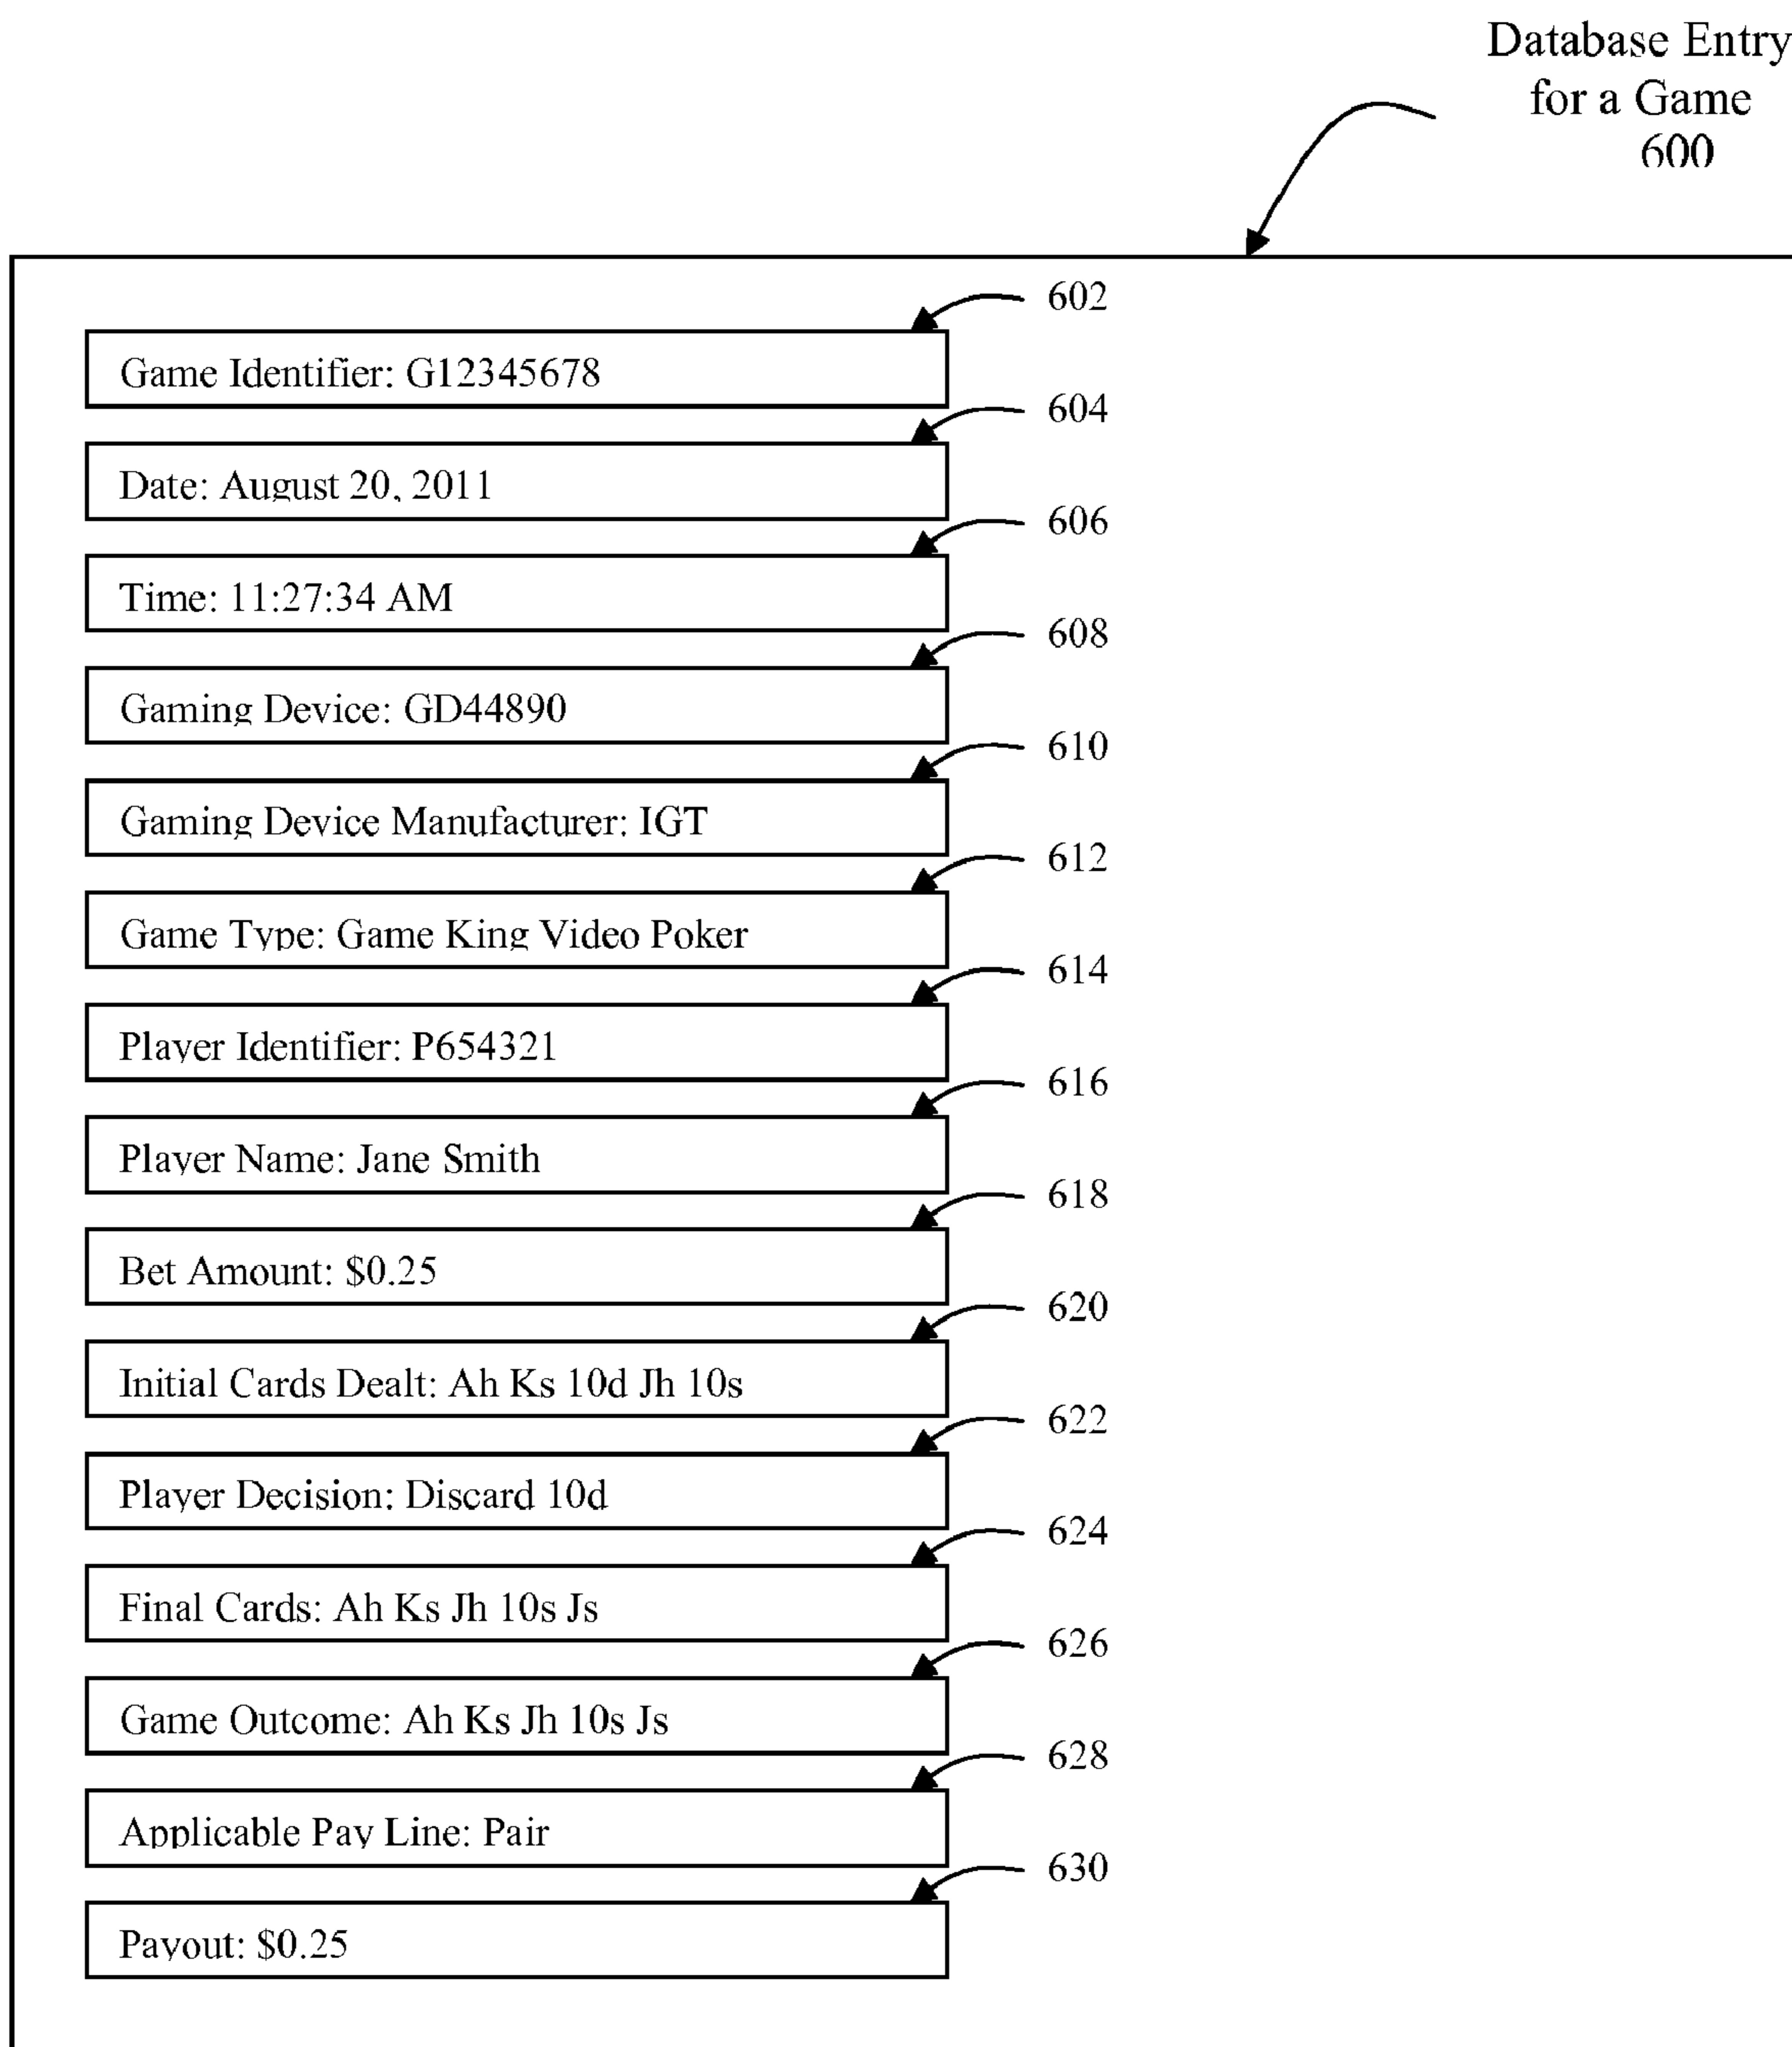 Database Entry
for a Game
600
602
Game Identifier: G12345678
604
Date: August 20, 2011
606
Time: 11:27:34 AM
608
Gaming Device: GD44890
610
Gaming Device Manufacturer: IGT
612
Game Type: Game King Video Poker
614
Player Identifier: P654321
616
Player Name: Jane Smith
618
Bet Amount: $0.25
620
Initial Cards Dealt: Ah Ks 10d Jh 10s
622
Player Decision: Discard 10d
624
Final Cards: Ah Ks Jh 10s Js
626
Game Outcome: Ah Ks Jh 10s Js
628
Applicable Pay Line: Pair
630
Payout: $0.25